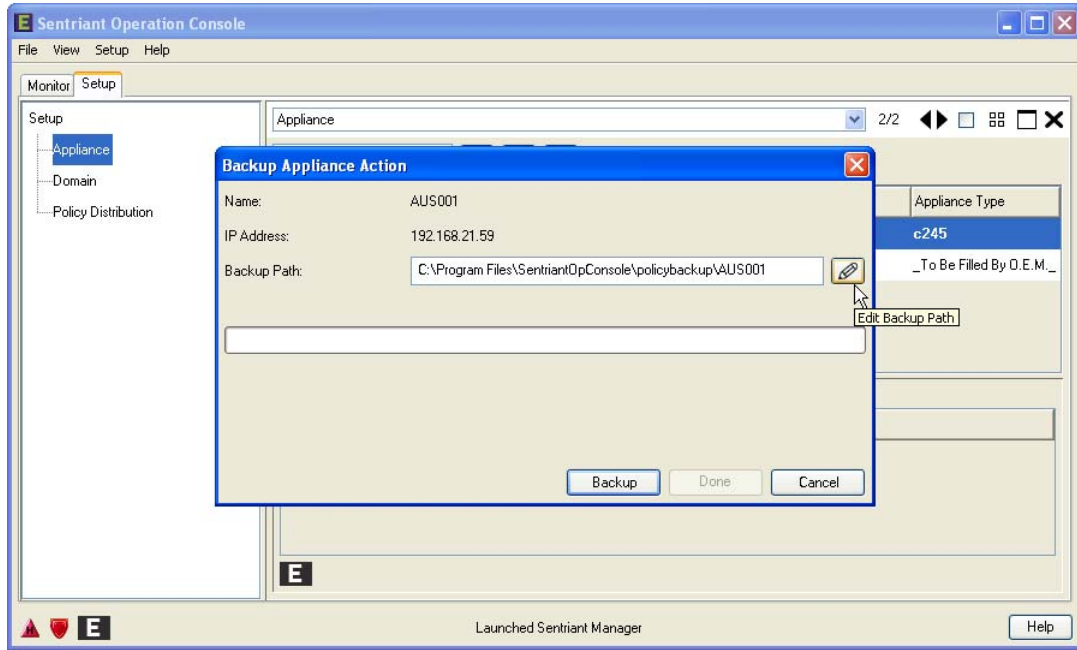 E Sentriant Operation Console
File View Setup Help
Monitor Setup
Setup
Appliance
Domain
Policy Distribution
Appliance 2/2
Appliance Type
c245
_To Be Filled By O.E.M._
Backup Appliance Action
Name: AUS001
IP Address: 192.168.21.59
Backup Path: C:\Program Files\SentriantOpConsole\policybackup\AUS001
Edit Backup Path
Backup Done Cancel
E
E Launched Sentriant Manager Help